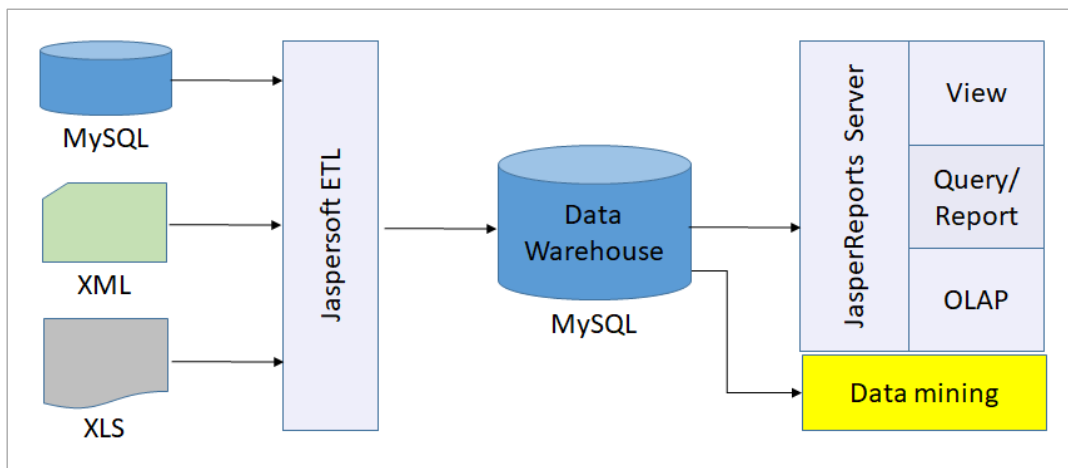 MySQL
XML
XLS
Jaspersoft ETL
Data
Warehouse
MySQL
JasperReports Server
View
Query/
Report
OLAP
Data mining